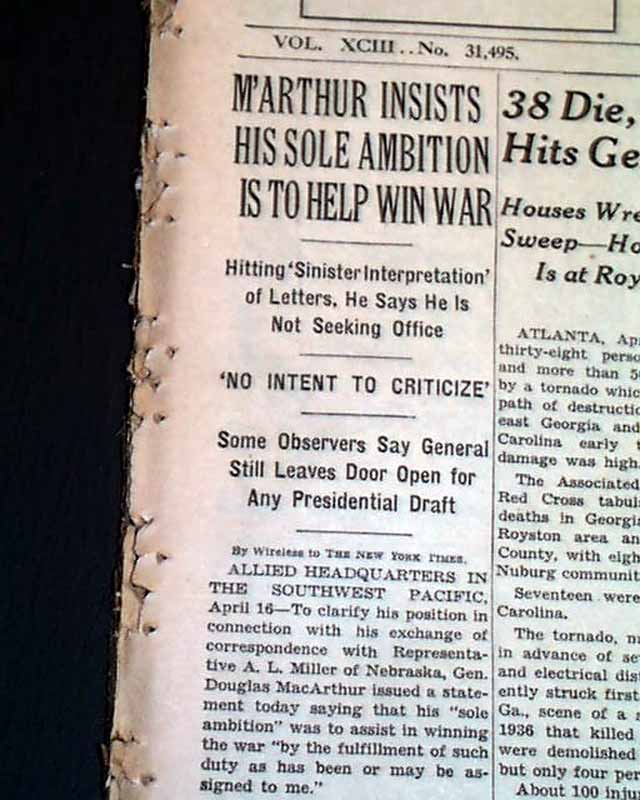 VOL. XCIII..No. 31,495.
M'ARTHUR INSISTS
HIS SOLE AMBITION
IS TO HELP WIN WAR
Hitting 'Sinister Interpretation'
of Letters, He Says He Is
Not Seeking Office
'NO INTENT TO CRITICIZE'
Some Observers Say General
Still Leaves Door Open for
Any Presidential Draft
By Wireless to THE NEW YORK TIMES.
ALLIED HEADQUARTERS IN
THE SOUTHWEST PACIFIC,
April 16—To clarify his position in
connection with his exchange of
correspondence with Representa-
tive A. L. Miller of Nebraska, Gen.
Douglas MacArthur issued a state-
ment today saying that his "sole
ambition" was to assist in winning
the war "by the fulfillment of such
duty as has been or may be as-
signed to me."
38 Die,
Hits Ge
Houses Wre
Sweep—Ho
Is at Roy
ATLANTA, Ap
thirty-eight perso
and more than 5
by a tornado whic
path of destructio
east Georgia and
Carolina early
damage was high.
The Associated
Red Cross tabul
deaths in Georgia
Royston area an
County, with eigh
Nuburg communit
Seventeen were
Carolina.
The tornado, m
in advance of se
and electrical dist
ently struck first
Ga., scene of a
1936 that killed
were demolished
but only four per
About 100 inju